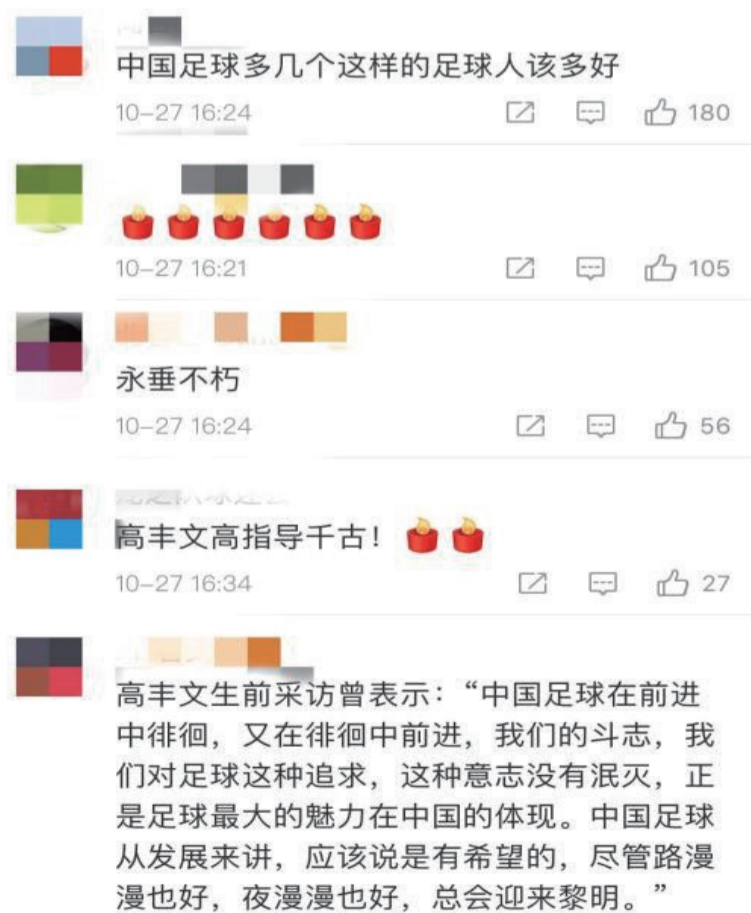 中国足球多几个这样的足球人该多好
10-27 16:24
180
10-27 16:21
105
永垂不朽
10-27 16:24
56
高丰文高指导千古！
10-27 16:34
27
高丰文生前采访曾表示：“中国足球在前进
中徘徊，又在徘徊中前进，我们的斗志，我
们对足球这种追求，这种意志没有泯灭，正
是足球最大的魅力在中国的体现。中国足球
从发展来讲，应该说是有希望的，尽管路漫
漫也好，夜漫漫也好，总会迎来黎明。”